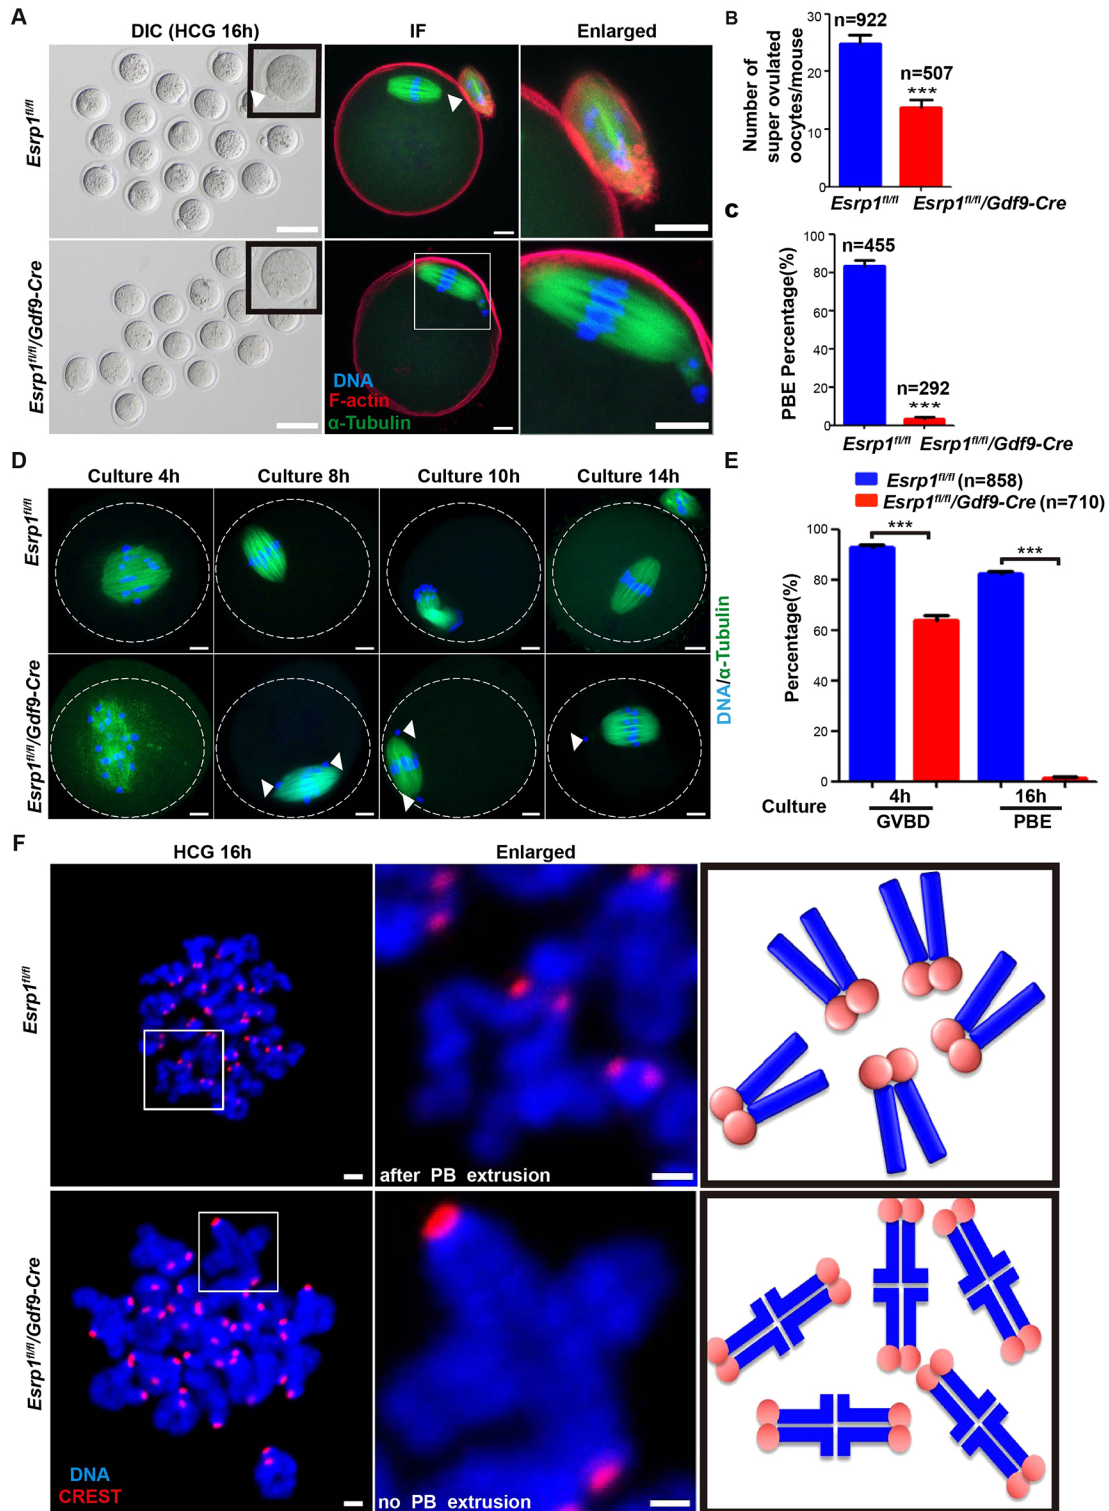 A
DIC (HCG 16h)
IF
Enlarged
Esrp1fl/fl
Esrp1fl/fl/Gdf9-Cre
DNA
F-actin
α-Tubulin
B
Number of
super ovulated
oocytes/mouse
30
20
10
0
n=922
n=507
***
Esrp1fl/fl
Esrp1fl/fl/Gdf9-Cre
C
PBE Percentage(%)
100
80
60
40
20
0
n=455
n=292
***
Esrp1fl/fl
Esrp1fl/fl/Gdf9-Cre
D
Culture 4h
Culture 8h
Culture 10h
Culture 14h
Esrp1fl/fl
Esrp1fl/fl/Gdf9-Cre
DNA/α-Tubulin
E
Esrp1fl/fl (n=858)
Esrp1fl/fl/Gdf9-Cre (n=710)
Percentage(%)
100
80
60
40
20
0
***
***
Culture
4h
16h
GVBD
PBE
F
HCG 16h
Enlarged
Esrp1fl/fl
after PB extrusion
Esrp1fl/fl/Gdf9-Cre
DNA
CREST
no PB extrusion